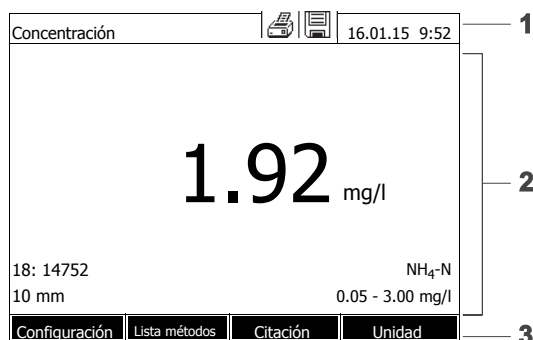 Concentración 16.01.15 9:52 1
1.92 mg/l 2
18: 14752 NH₄-N
10 mm 0.05 - 3.00 mg/l
Configuración Lista métodos Citación Unidad 3